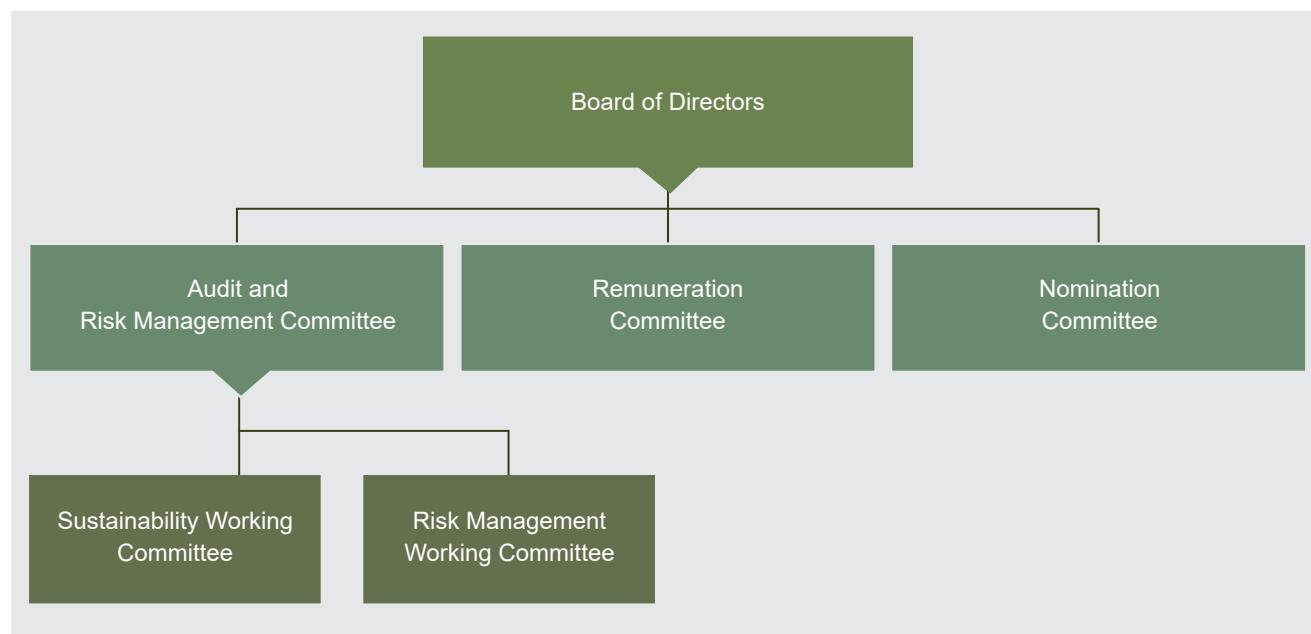 Board of Directors
Audit and
Risk Management Committee
Remuneration
Committee
Nomination
Committee
Sustainability Working
Committee
Risk Management
Working Committee